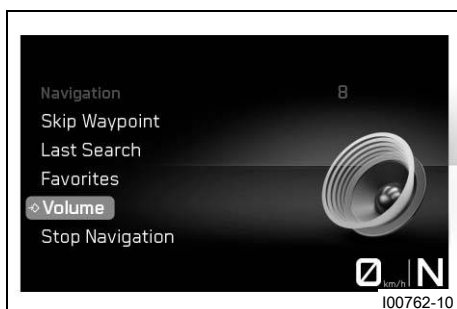 Navigation 8
Skip Waypoint
Last Search
Favorites
Volume
Stop Navigation
0 km/h N
I00762-10